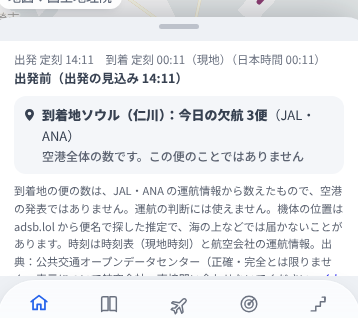 出発 定刻 14:11　到着 定刻 00:11（現地）（日本時間 00:11）
出発前（出発の見込み 14:11）
到着地ソウル（仁川）：今日の欠航 3便（JAL・
ANA）
空港全体の数です。この便のことではありません
到着地の便の数は、JAL・ANA の運航情報から数えたもので、空港
の発表ではありません。運航の判断には使えません。機体の位置は
adsb.lol から便名で探した推定で、海の上などでは届かないことが
あります。時刻は時刻表（現地時刻）と航空会社の運航情報。出
典：公共交通オープンデータセンター（正確・完全とは限りませ